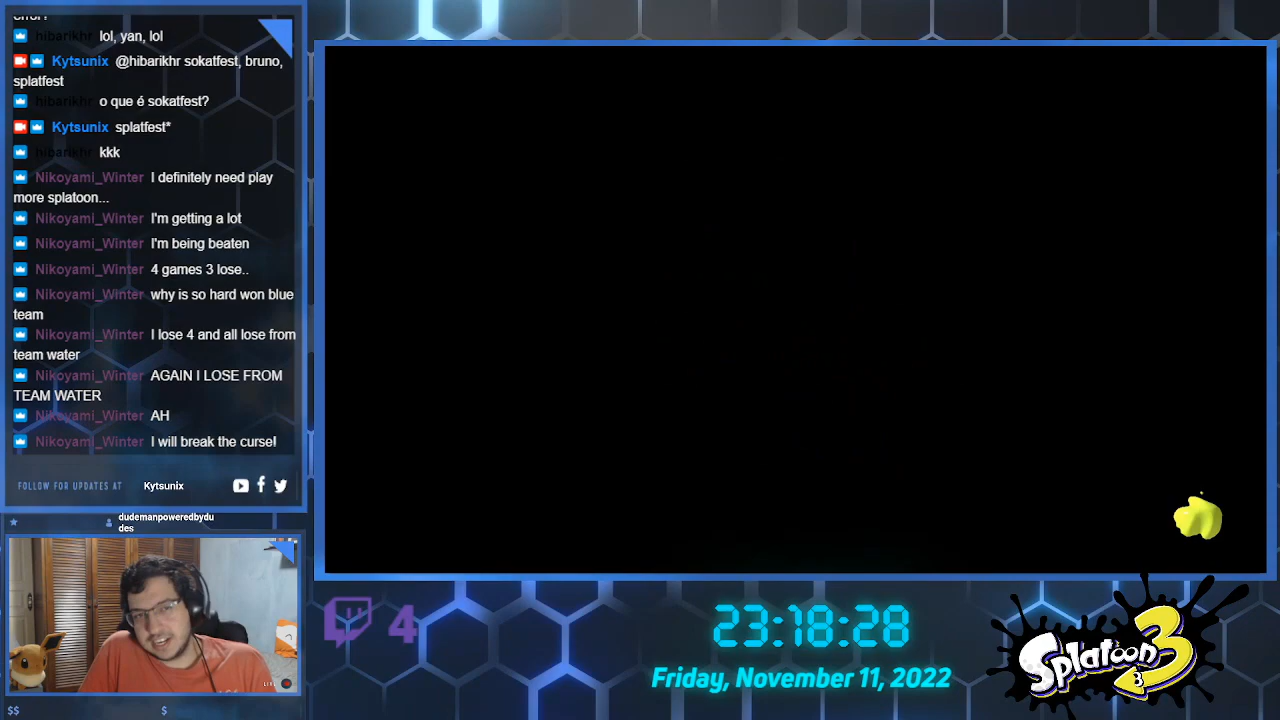 hibarikhr lol, yan, lol
Kytsunix @hibarikhr sokatfest, bruno,
splatfest
hibarikhr o que é sokatfest?
Kytsunix splatfest*
hibarikhr kkk
Nikoyami_Winter I definitely need play
more splatoon...
Nikoyami_Winter I'm getting a lot
Nikoyami_Winter I'm being beaten
Nikoyami_Winter 4 games 3 lose..
Nikoyami_Winter why is so hard won blue
team
Nikoyami_Winter I lose 4 and all lose from
team water
Nikoyami_Winter AGAIN I LOSE FROM
TEAM WATER
Nikoyami_Winter AH
Nikoyami_Winter I will break the curse!
FOLLOW FOR UPDATES AT Kytsunix
dudemanpoweredbydu
des
$$ $
4
23:18:28
Friday, November 11, 2022
Splatoon 3